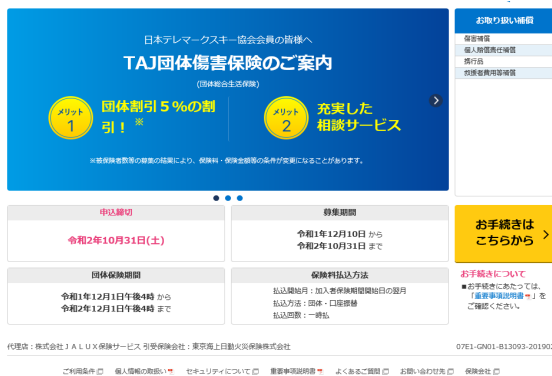 日本テレマークスキー協会会員の皆様へ
TAJ団体傷害保険のご案内
(団体総合生活保険)
メリット
1
団体割引5%の割
引! ※
メリット
2
充実した
相談サービス
※被保険者数等の募集の結果により、保険料・保険金額等の条件が変更になることがあります。
お取り扱い補償
傷害補償
個人賠償責任補償
携行品
救援者費用等補償
申込締切
令和2年10月31日(土)
募集期間
令和1年12月10日 から
令和2年10月31日 まで
団体保険期間
令和1年12月1日午後4時 から
令和2年12月1日午後4時 まで
保険料払込方法
払込開始月:加入者保険期間開始日の翌月
払込方法:団体・口座振替
払込回数:一時払
お手続きは
こちらから
お手続きについて
■お手続きにあたっては、
「重要事項説明書」を
ご確認ください。
代理店:株式会社JALUX保険サービス 引受保険会社:東京海上日動火災保険株式会社
07E1-GN01-B13093-201902
ご利用条件 個人情報の取扱い セキュリティについて 重要事項説明書 よくあるご質問 お問い合わせ先 保険会社